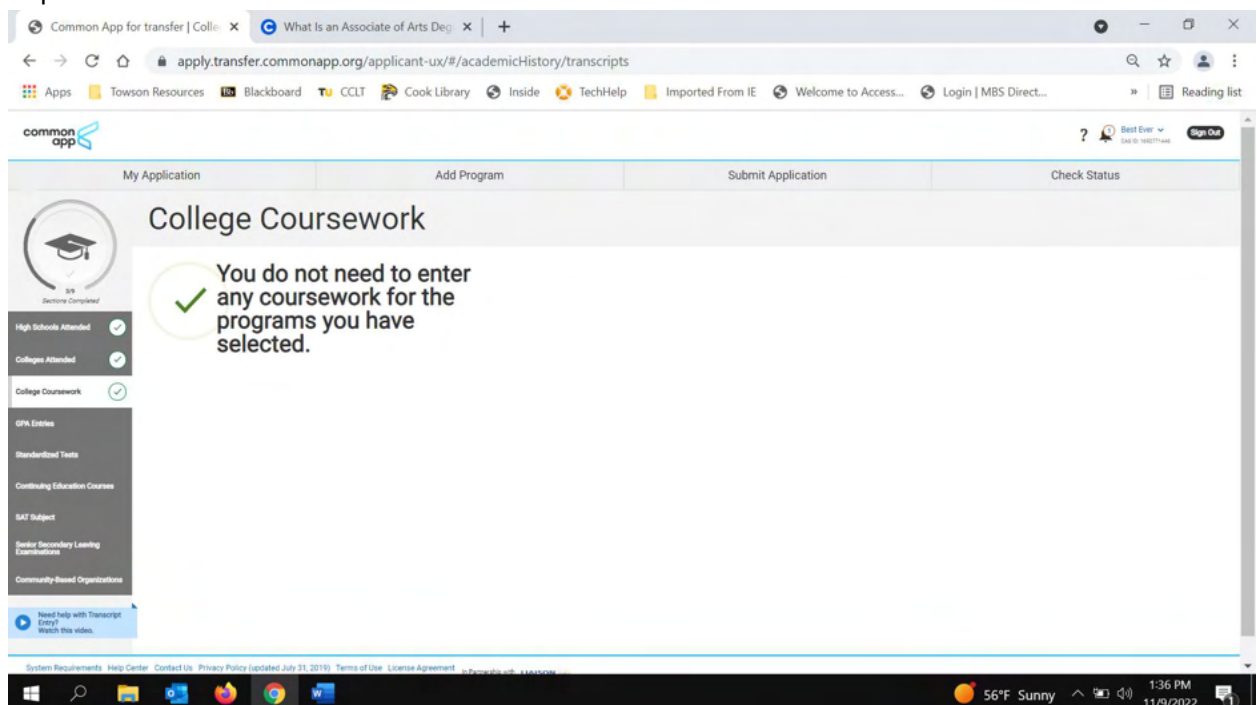 Common App for transfer | Colle
What Is an Associate of Arts Deg
apply.transfer.commonapp.org/applicant-ux/#/academicHistory/transcripts
Apps Towson Resources Blackboard TU CCLT Cook Library Inside TechHelp Imported From IE Welcome to Access... Login | MBS Direct... » Reading list
common
app
? Best Ever Sign Out
My Application Add Program Submit Application Check Status
College Coursework
You do not need to enter
any coursework for the
programs you have
selected.
Sections Completed
High Schools Attended
Colleges Attended
College Coursework
GPA Entries
Standardized Tests
Continuing Education Courses
SAT Subject
Senior Secondary Leaving
Examinations
Community-Based Organizations
Need help with Transcript
Entry?
Watch this video.
System Requirements Help Center Contact Us Privacy Policy (updated July 31, 2019) Terms of Use License Agreement In Partnership with LIAISON
56°F Sunny
1:36 PM
11/9/2022